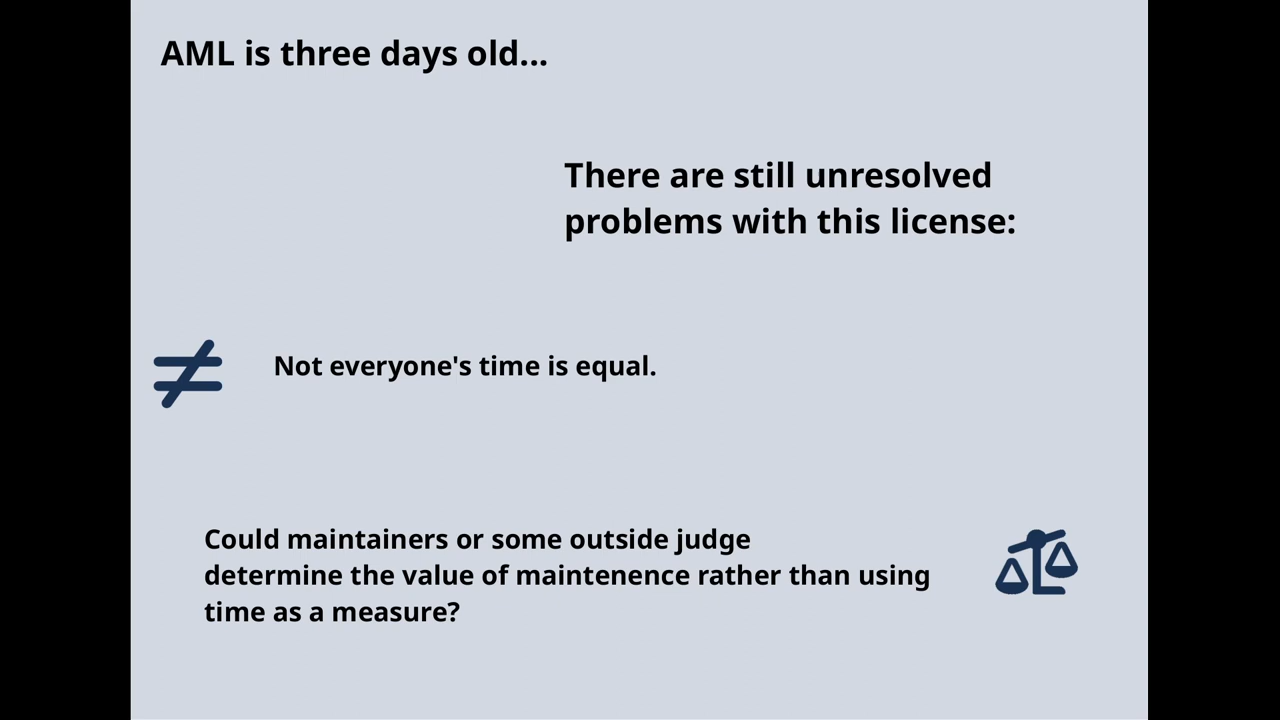 AML is three days old...
There are still unresolved
problems with this license:
Not everyone's time is equal.
Could maintainers or some outside judge
determine the value of maintenence rather than using
time as a measure?